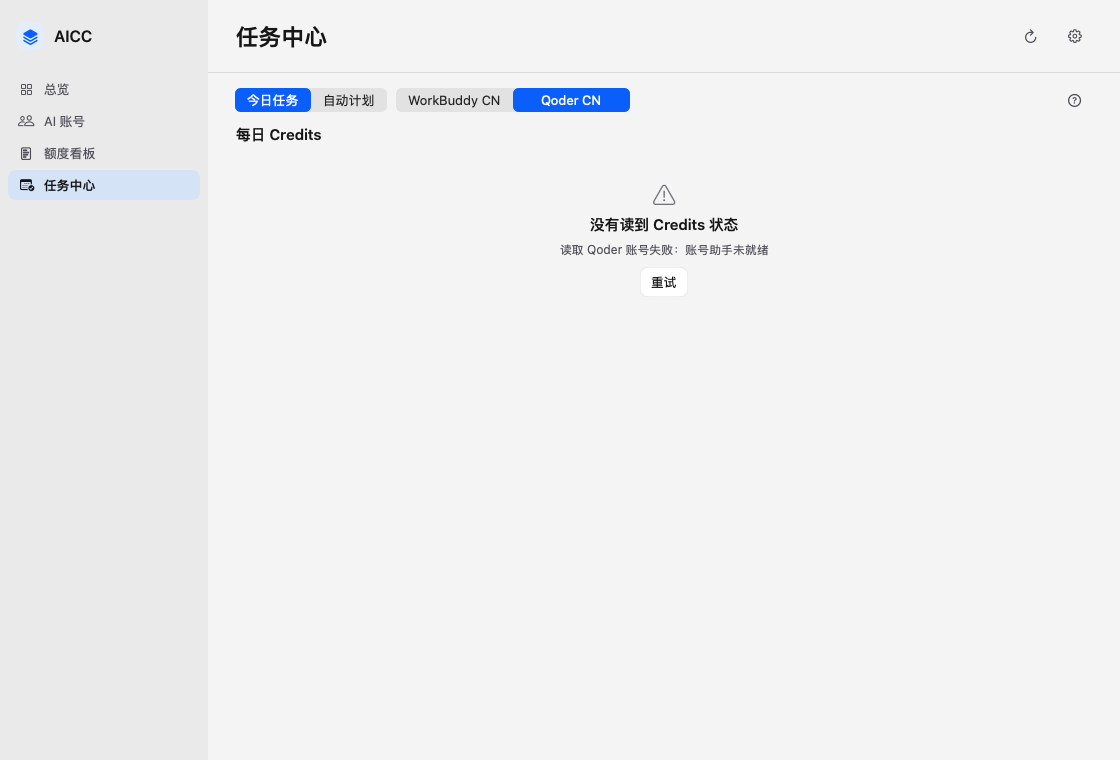 AICC
总览
AI 账号
额度看板
任务中心
任务中心
今日任务 自动计划 WorkBuddy CN Qoder CN
每日 Credits
没有读到 Credits 状态
读取 Qoder 账号失败：账号助手未就绪
重试